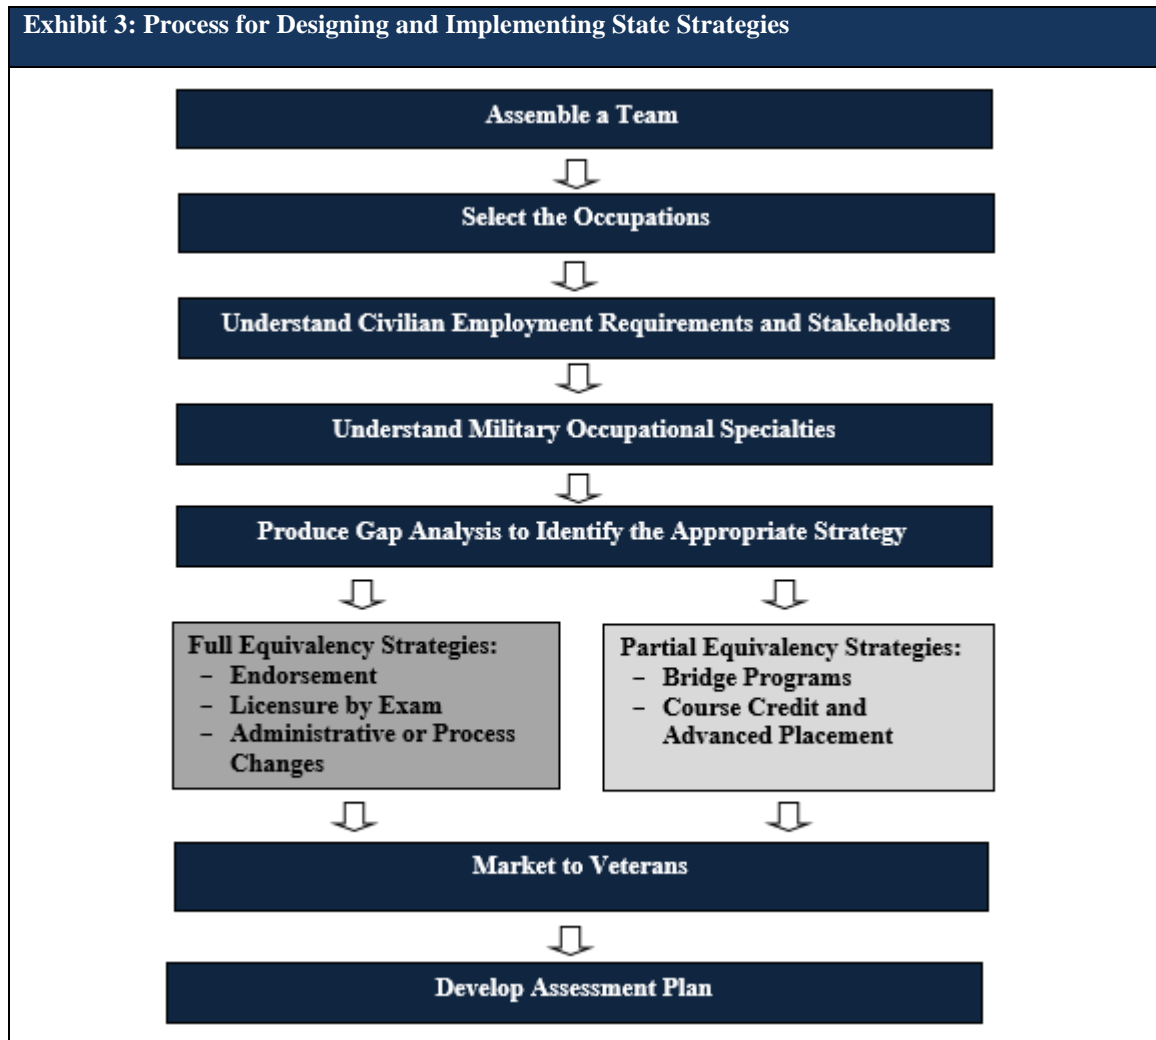 Exhibit 3: Process for Designing and Implementing State Strategies
Assemble a Team
Select the Occupations
Understand Civilian Employment Requirements and Stakeholders
Understand Military Occupational Specialties
Produce Gap Analysis to Identify the Appropriate Strategy
Full Equivalency Strategies:
– Endorsement
– Licensure by Exam
– Administrative or Process
Changes
Partial Equivalency Strategies:
– Bridge Programs
– Course Credit and
Advanced Placement
Market to Veterans
Develop Assessment Plan